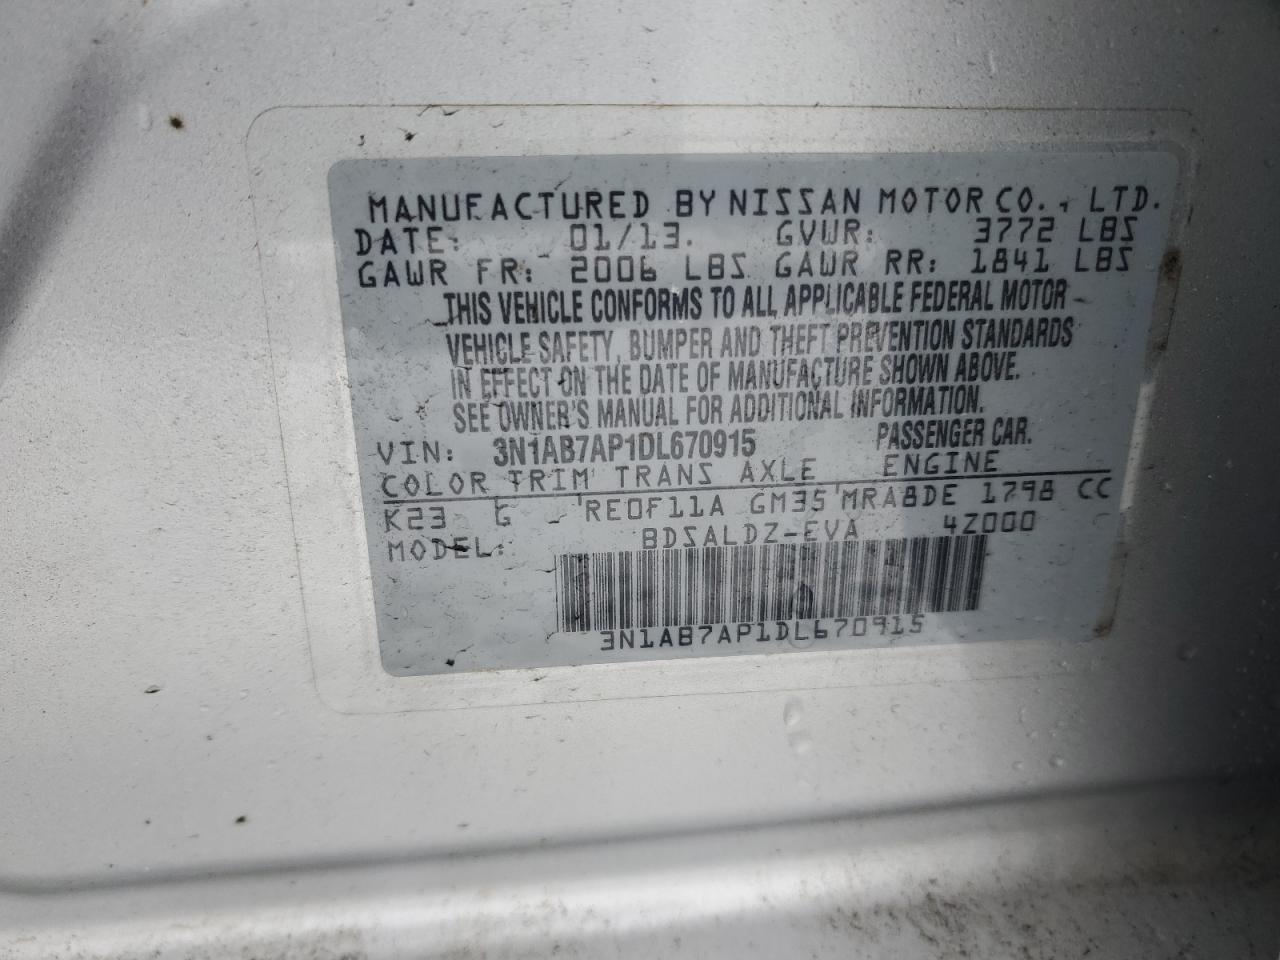 MANUFACTURED BY NISSAN MOTOR CO., LTD.
DATE: 01/13. GVWR: 3772 LBS
GAWR FR: 2006 LBS GAWR RR: 1841 LBS
THIS VEHICLE CONFORMS TO ALL APPLICABLE FEDERAL MOTOR
VEHICLE SAFETY, BUMPER AND THEFT PREVENTION STANDARDS
IN EFFECT ON THE DATE OF MANUFACTURE SHOWN ABOVE.
SEE OWNER'S MANUAL FOR ADDITIONAL INFORMATION.
VIN: 3N1AB7AP1DL670915 PASSENGER CAR.
COLOR TRIM TRANS AXLE ENGINE
K23 G RE0F11A GM35 MRA8DE 1798 CC
MODEL: BDSALDZ-EVA 4Z000
3N1AB7AP1DL670915